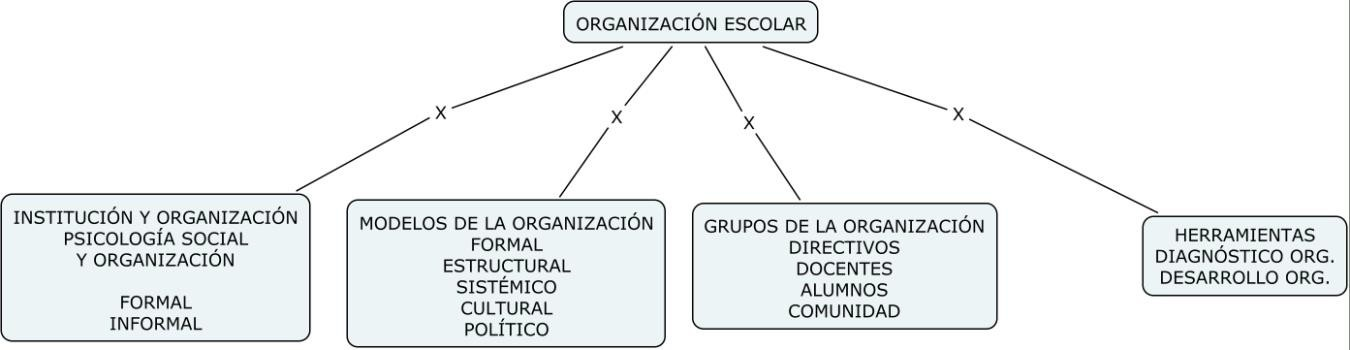 ORGANIZACIÓN ESCOLAR
X
X
X
X
INSTITUCIÓN Y ORGANIZACIÓN
PSICOLOGÍA SOCIAL
Y ORGANIZACIÓN
FORMAL
INFORMAL
MODELOS DE LA ORGANIZACIÓN
FORMAL
ESTRUCTURAL
SISTÉMICO
CULTURAL
POLÍTICO
GRUPOS DE LA ORGANIZACIÓN
DIRECTIVOS
DOCENTES
ALUMNOS
COMUNIDAD
HERRAMIENTAS
DIAGNÓSTICO ORG.
DESARROLLO ORG.